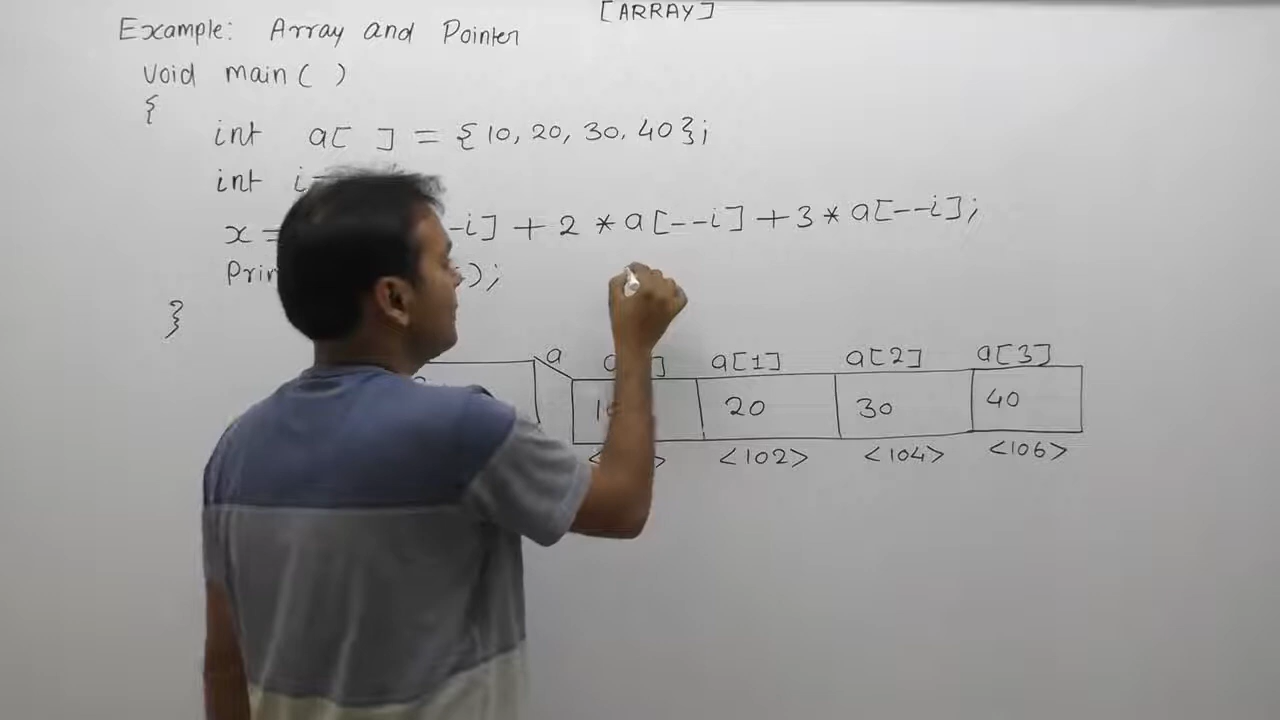 [ARRAY]
Example: Array and Pointer
void main( )
{
int a[ ] = {10, 20, 30, 40};
int
-i] + 2 * a[--i] + 3 * a[--i];
);
}
a a[1] a[2] a[3]
20 30 40
<102> <104> <106>